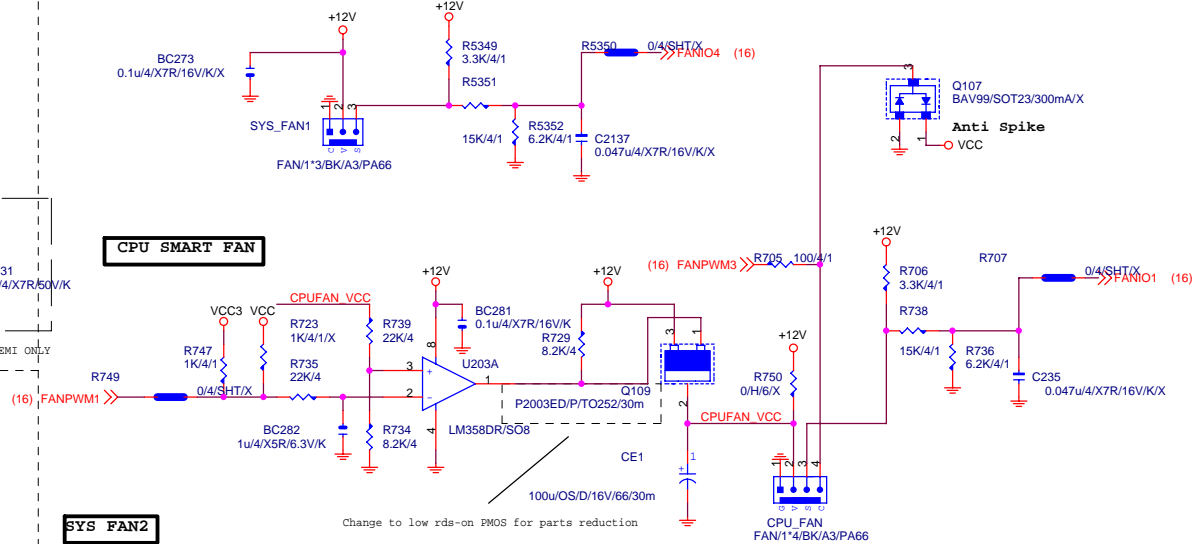 +12V
+12V
BC273
0.1u/4/X7R/16V/K/X
R5349
3.3K/4/1
R5350
0/4/SHT/X
FANIO4 (16)
R5351
SYS_FAN1
1
2
3
C
V
S
FAN/1*3/BK/A3/PA66
15K/4/1
R5352
6.2K/4/1
C2137
0.047u/4/X7R/16V/K/X
3
Q107
BAV99/SOT23/300mA/X
Anti Spike
2
1
VCC
CPU SMART FAN
31
/4/X7R/50V/K
EMI ONLY
+12V
+12V
+12V
(16) FANPWM3
R705
100/4/1
R706
3.3K/4/1
R707
0/4/SHT/X
FANIO1 (16)
CPUFAN_VCC
VCC3
VCC
R723
1K/4/1/X
R739
22K/4
BC281
0.1u/4/X7R/16V/K
R729
8.2K/4
3
1
VCC
+12V
R738
R747
1K/4/1
R735
22K/4
8
U203A
3
+
2
-
1
4
R749
(16) FANPWM1
0/4/SHT/X
Q109
P2003ED/P/TO252/30m
2
R750
0/H/6/X
15K/4/1
R736
6.2K/4/1
C235
0.047u/4/X7R/16V/K/X
BC282
1u/4/X5R/6.3V/K
R734
8.2K/4
LM358DR/SO8
CPUFAN_VCC
CE1
+
1
100u/OS/D/16V/66/30m
1
2
3
4
G
V
S
C
CPU_FAN
FAN/1*4/BK/A3/PA66
SYS FAN2
Change to low rds-on PMOS for parts reduction